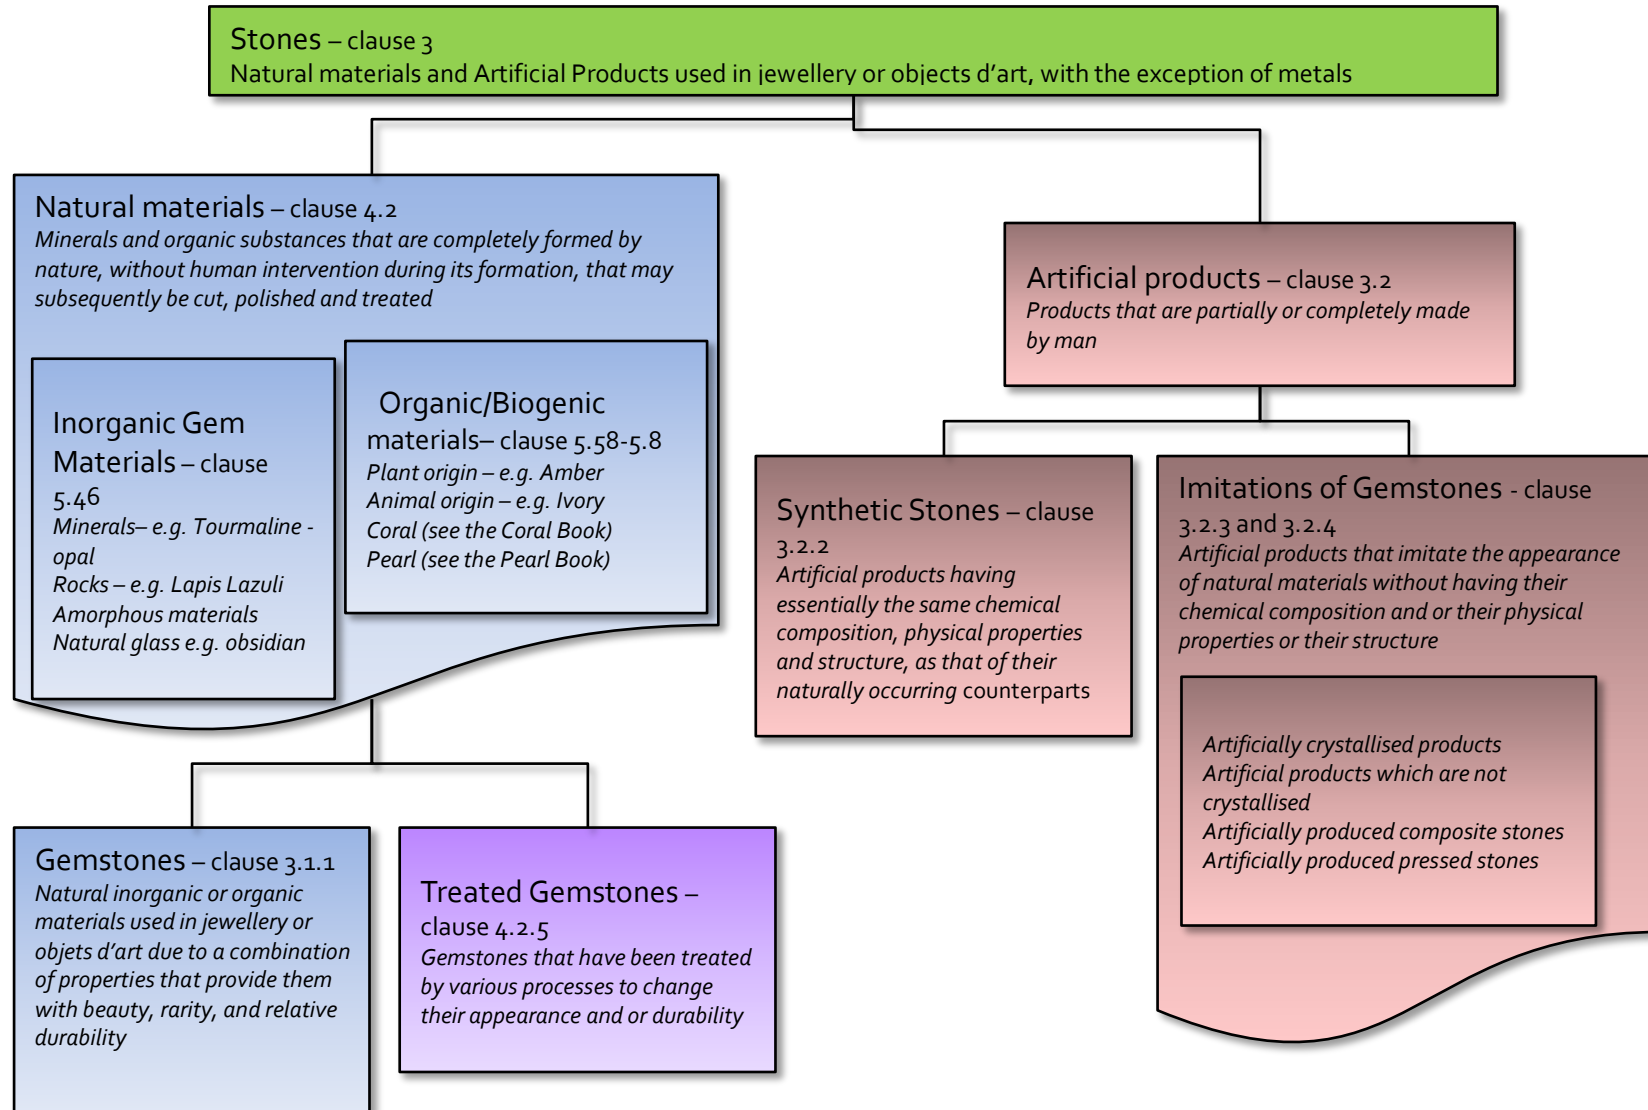 Stones – clause 3
Natural materials and Artificial Products used in jewellery or objects d’art, with the exception of metals
Natural materials – clause 4.2
Minerals and organic substances that are completely formed by
nature, without human intervention during its formation, that may
subsequently be cut, polished and treated
Inorganic Gem
Materials – clause
5.46
Minerals– e.g. Tourmaline -
opal
Rocks – e.g. Lapis Lazuli
Amorphous materials
Natural glass e.g. obsidian
Organic/Biogenic
materials– clause 5.58-5.8
Plant origin – e.g. Amber
Animal origin – e.g. Ivory
Coral (see the Coral Book)
Pearl (see the Pearl Book)
Artificial products – clause 3.2
Products that are partially or completely made
by man
Synthetic Stones – clause
3.2.2
Artificial products having
essentially the same chemical
composition, physical properties
and structure, as that of their
naturally occurring counterparts
Imitations of Gemstones - clause
3.2.3 and 3.2.4
Artificial products that imitate the appearance
of natural materials without having their
chemical composition and or their physical
properties or their structure
Artificially crystallised products
Artificial products which are not
crystallised
Artificially produced composite stones
Artificially produced pressed stones
Gemstones – clause 3.1.1
Natural inorganic or organic
materials used in jewellery or
objets d’art due to a combination
of properties that provide them
with beauty, rarity, and relative
durability
Treated Gemstones –
clause 4.2.5
Gemstones that have been treated
by various processes to change
their appearance and or durability